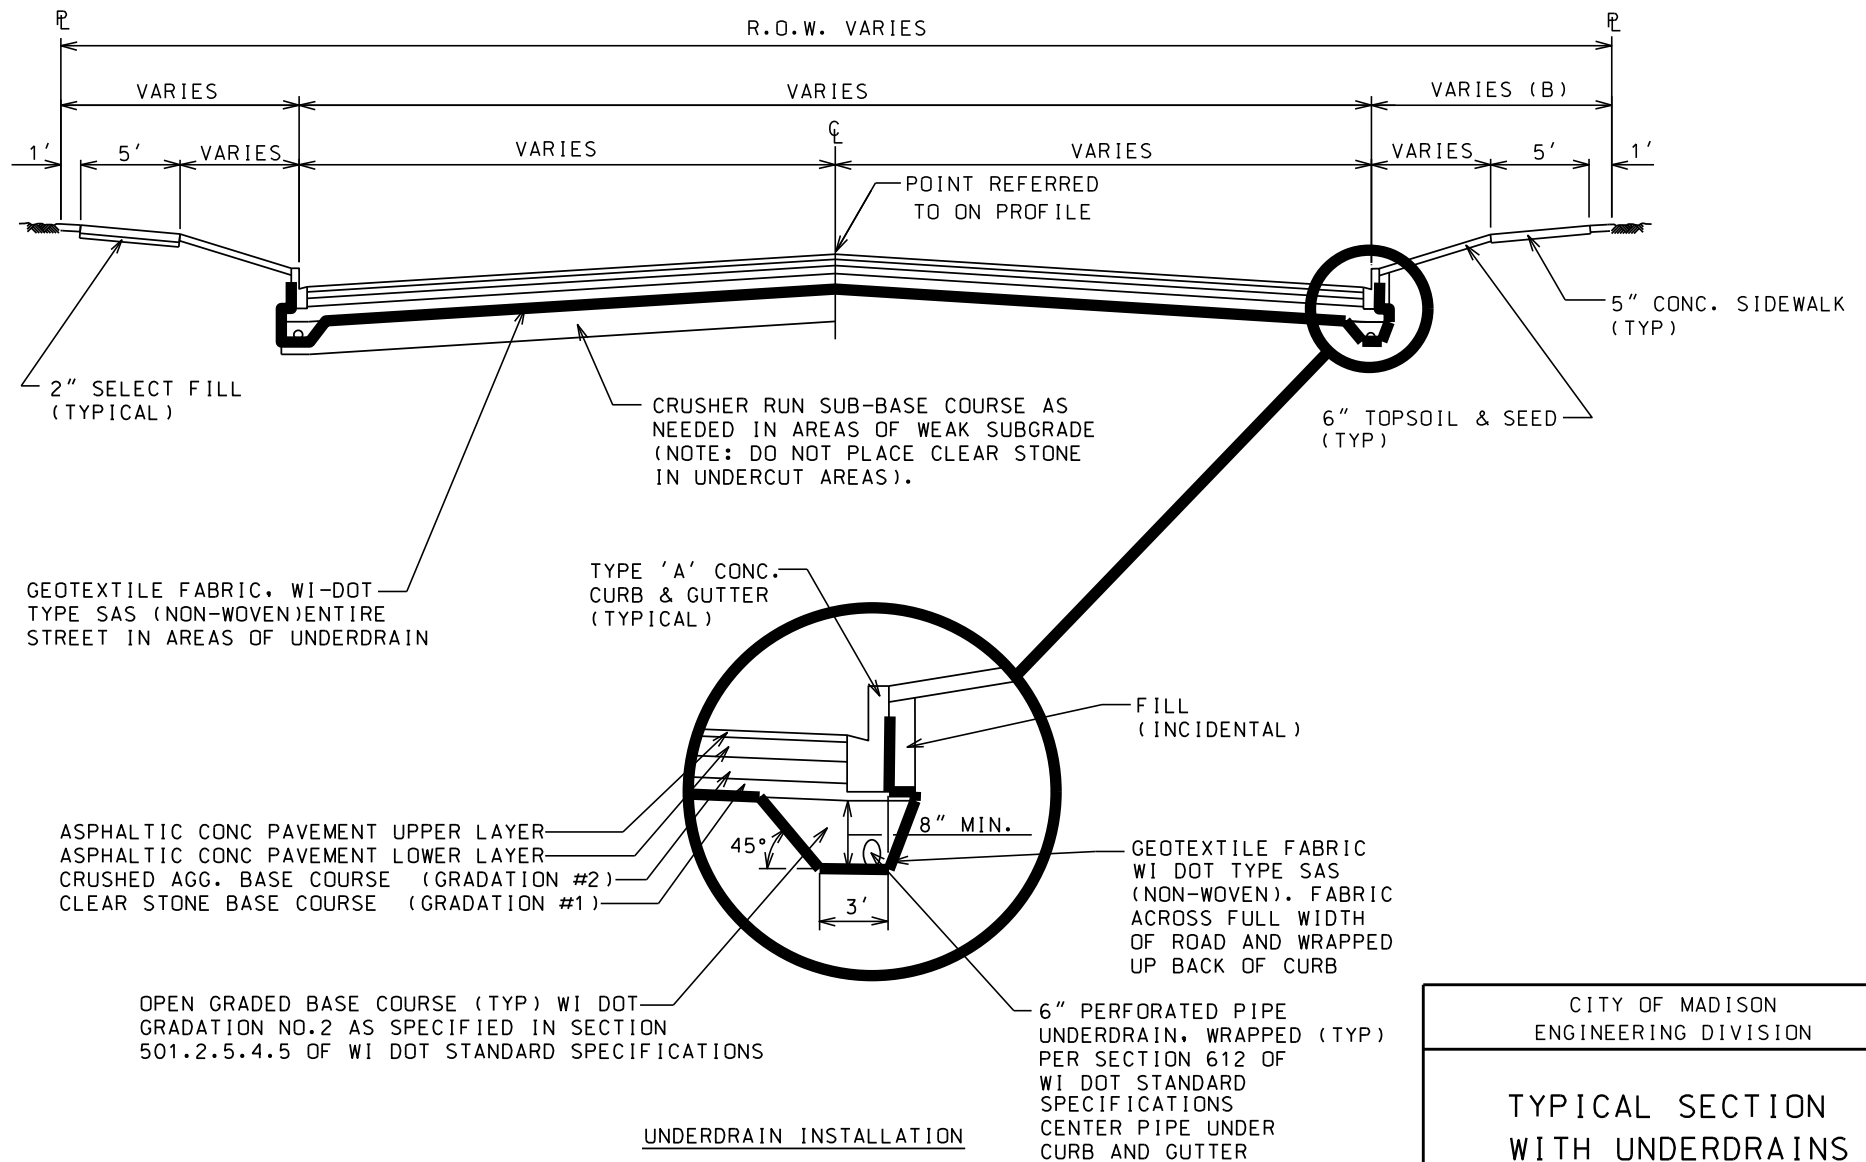 PL
PL
R.O.W. VARIES
VARIES
VARIES
VARIES (B)
CL
1'
5'
VARIES
VARIES
VARIES
VARIES
5'
1'
POINT REFERRED
TO ON PROFILE
5" CONC. SIDEWALK
(TYP)
2" SELECT FILL
(TYPICAL)
CRUSHER RUN SUB-BASE COURSE AS
NEEDED IN AREAS OF WEAK SUBGRADE
(NOTE: DO NOT PLACE CLEAR STONE
IN UNDERCUT AREAS).
6" TOPSOIL & SEED
(TYP)
GEOTEXTILE FABRIC, WI-DOT
TYPE SAS (NON-WOVEN)ENTIRE
STREET IN AREAS OF UNDERDRAIN
TYPE 'A' CONC.
CURB & GUTTER
(TYPICAL)
FILL
(INCIDENTAL)
ASPHALTIC CONC PAVEMENT UPPER LAYER
ASPHALTIC CONC PAVEMENT LOWER LAYER
CRUSHED AGG. BASE COURSE (GRADATION #2)
CLEAR STONE BASE COURSE (GRADATION #1)
45°
8" MIN.
3'
GEOTEXTILE FABRIC
WI DOT TYPE SAS
(NON-WOVEN). FABRIC
ACROSS FULL WIDTH
OF ROAD AND WRAPPED
UP BACK OF CURB
OPEN GRADED BASE COURSE (TYP) WI DOT
GRADATION NO.2 AS SPECIFIED IN SECTION
501.2.5.4.5 OF WI DOT STANDARD SPECIFICATIONS
6" PERFORATED PIPE
UNDERDRAIN, WRAPPED (TYP)
PER SECTION 612 OF
WI DOT STANDARD
SPECIFICATIONS
CENTER PIPE UNDER
CURB AND GUTTER
UNDERDRAIN INSTALLATION
CITY OF MADISON
ENGINEERING DIVISION
TYPICAL SECTION
WITH UNDERDRAINS